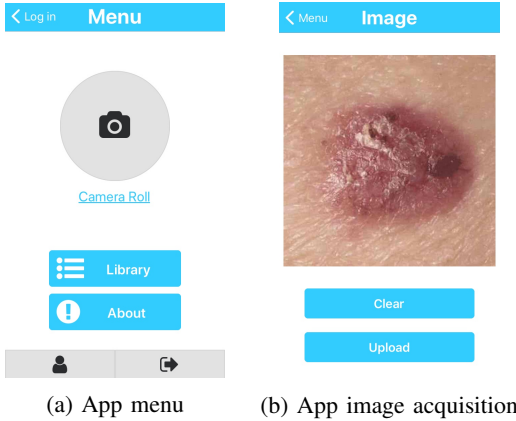 Log in
Menu
Camera Roll
Library
About
(a) App menu
Menu
Image
Clear
Upload
(b) App image acquisition